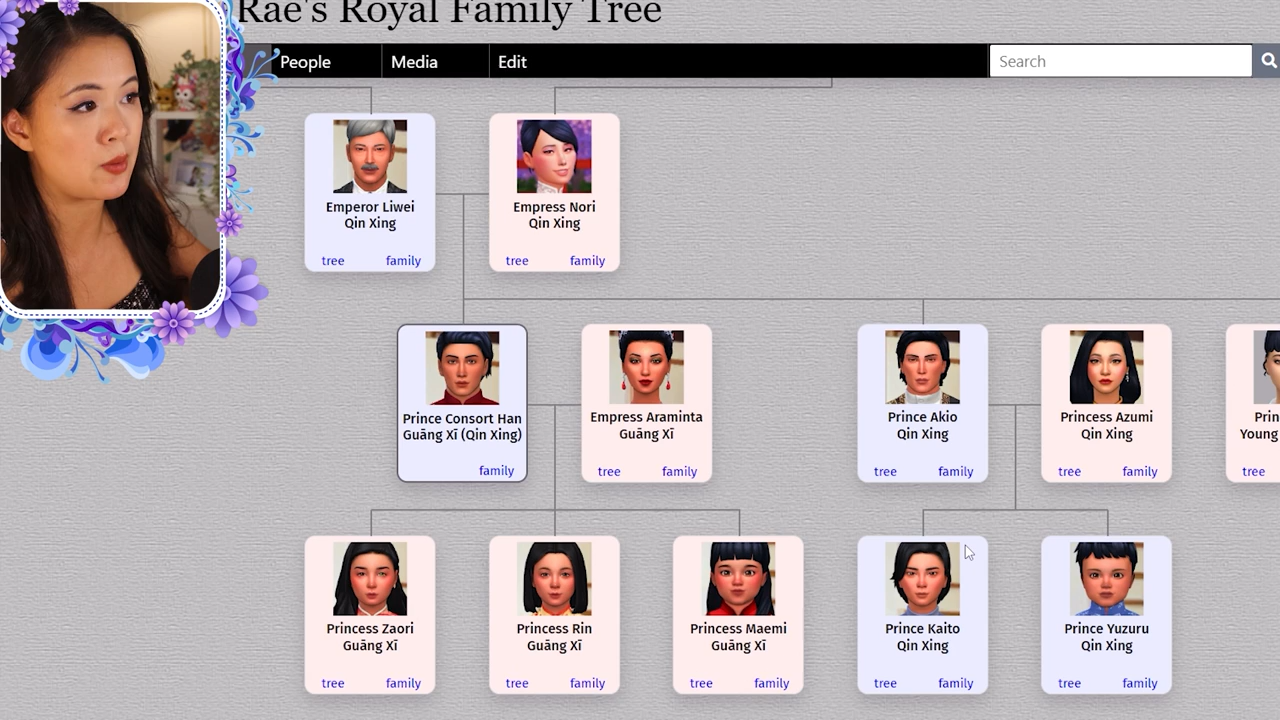 Rae's Royal Family Tree
People Media Edit Search
Emperor Liwei
Qin Xing
tree family
Empress Nori
Qin Xing
tree family
Prince Consort Han
Guāng Xī (Qin Xing)
family
Empress Araminta
Guāng Xī
tree family
Prince Akio
Qin Xing
tree family
Princess Azumi
Qin Xing
tree family
Prin
Young
tree
Princess Zaori
Guāng Xī
tree family
Princess Rin
Guāng Xī
tree family
Princess Maemi
Guāng Xī
tree family
Prince Kaito
Qin Xing
tree family
Prince Yuzuru
Qin Xing
tree family